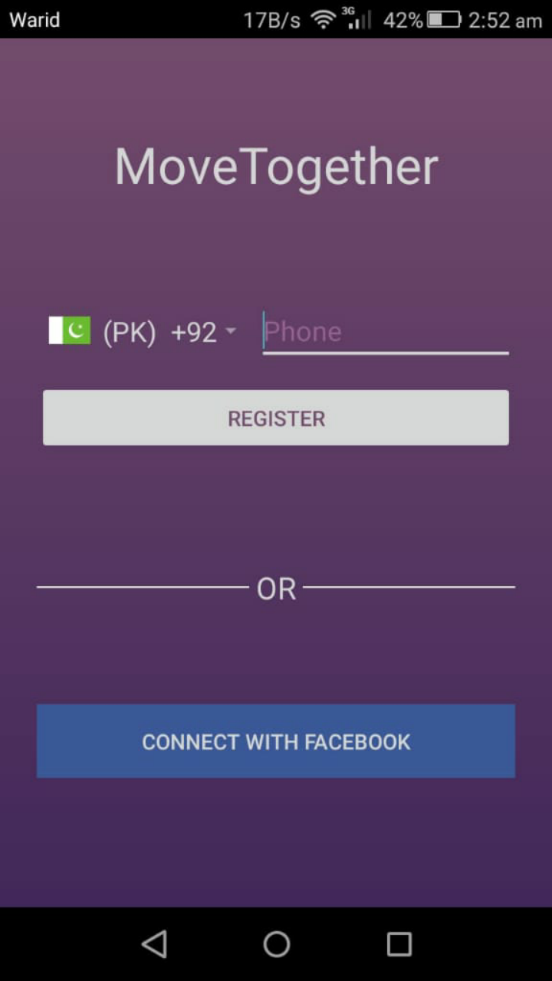 Warid 17B/s 3G 42% 2:52 am
MoveTogether
(PK) +92 Phone
REGISTER
OR
CONNECT WITH FACEBOOK